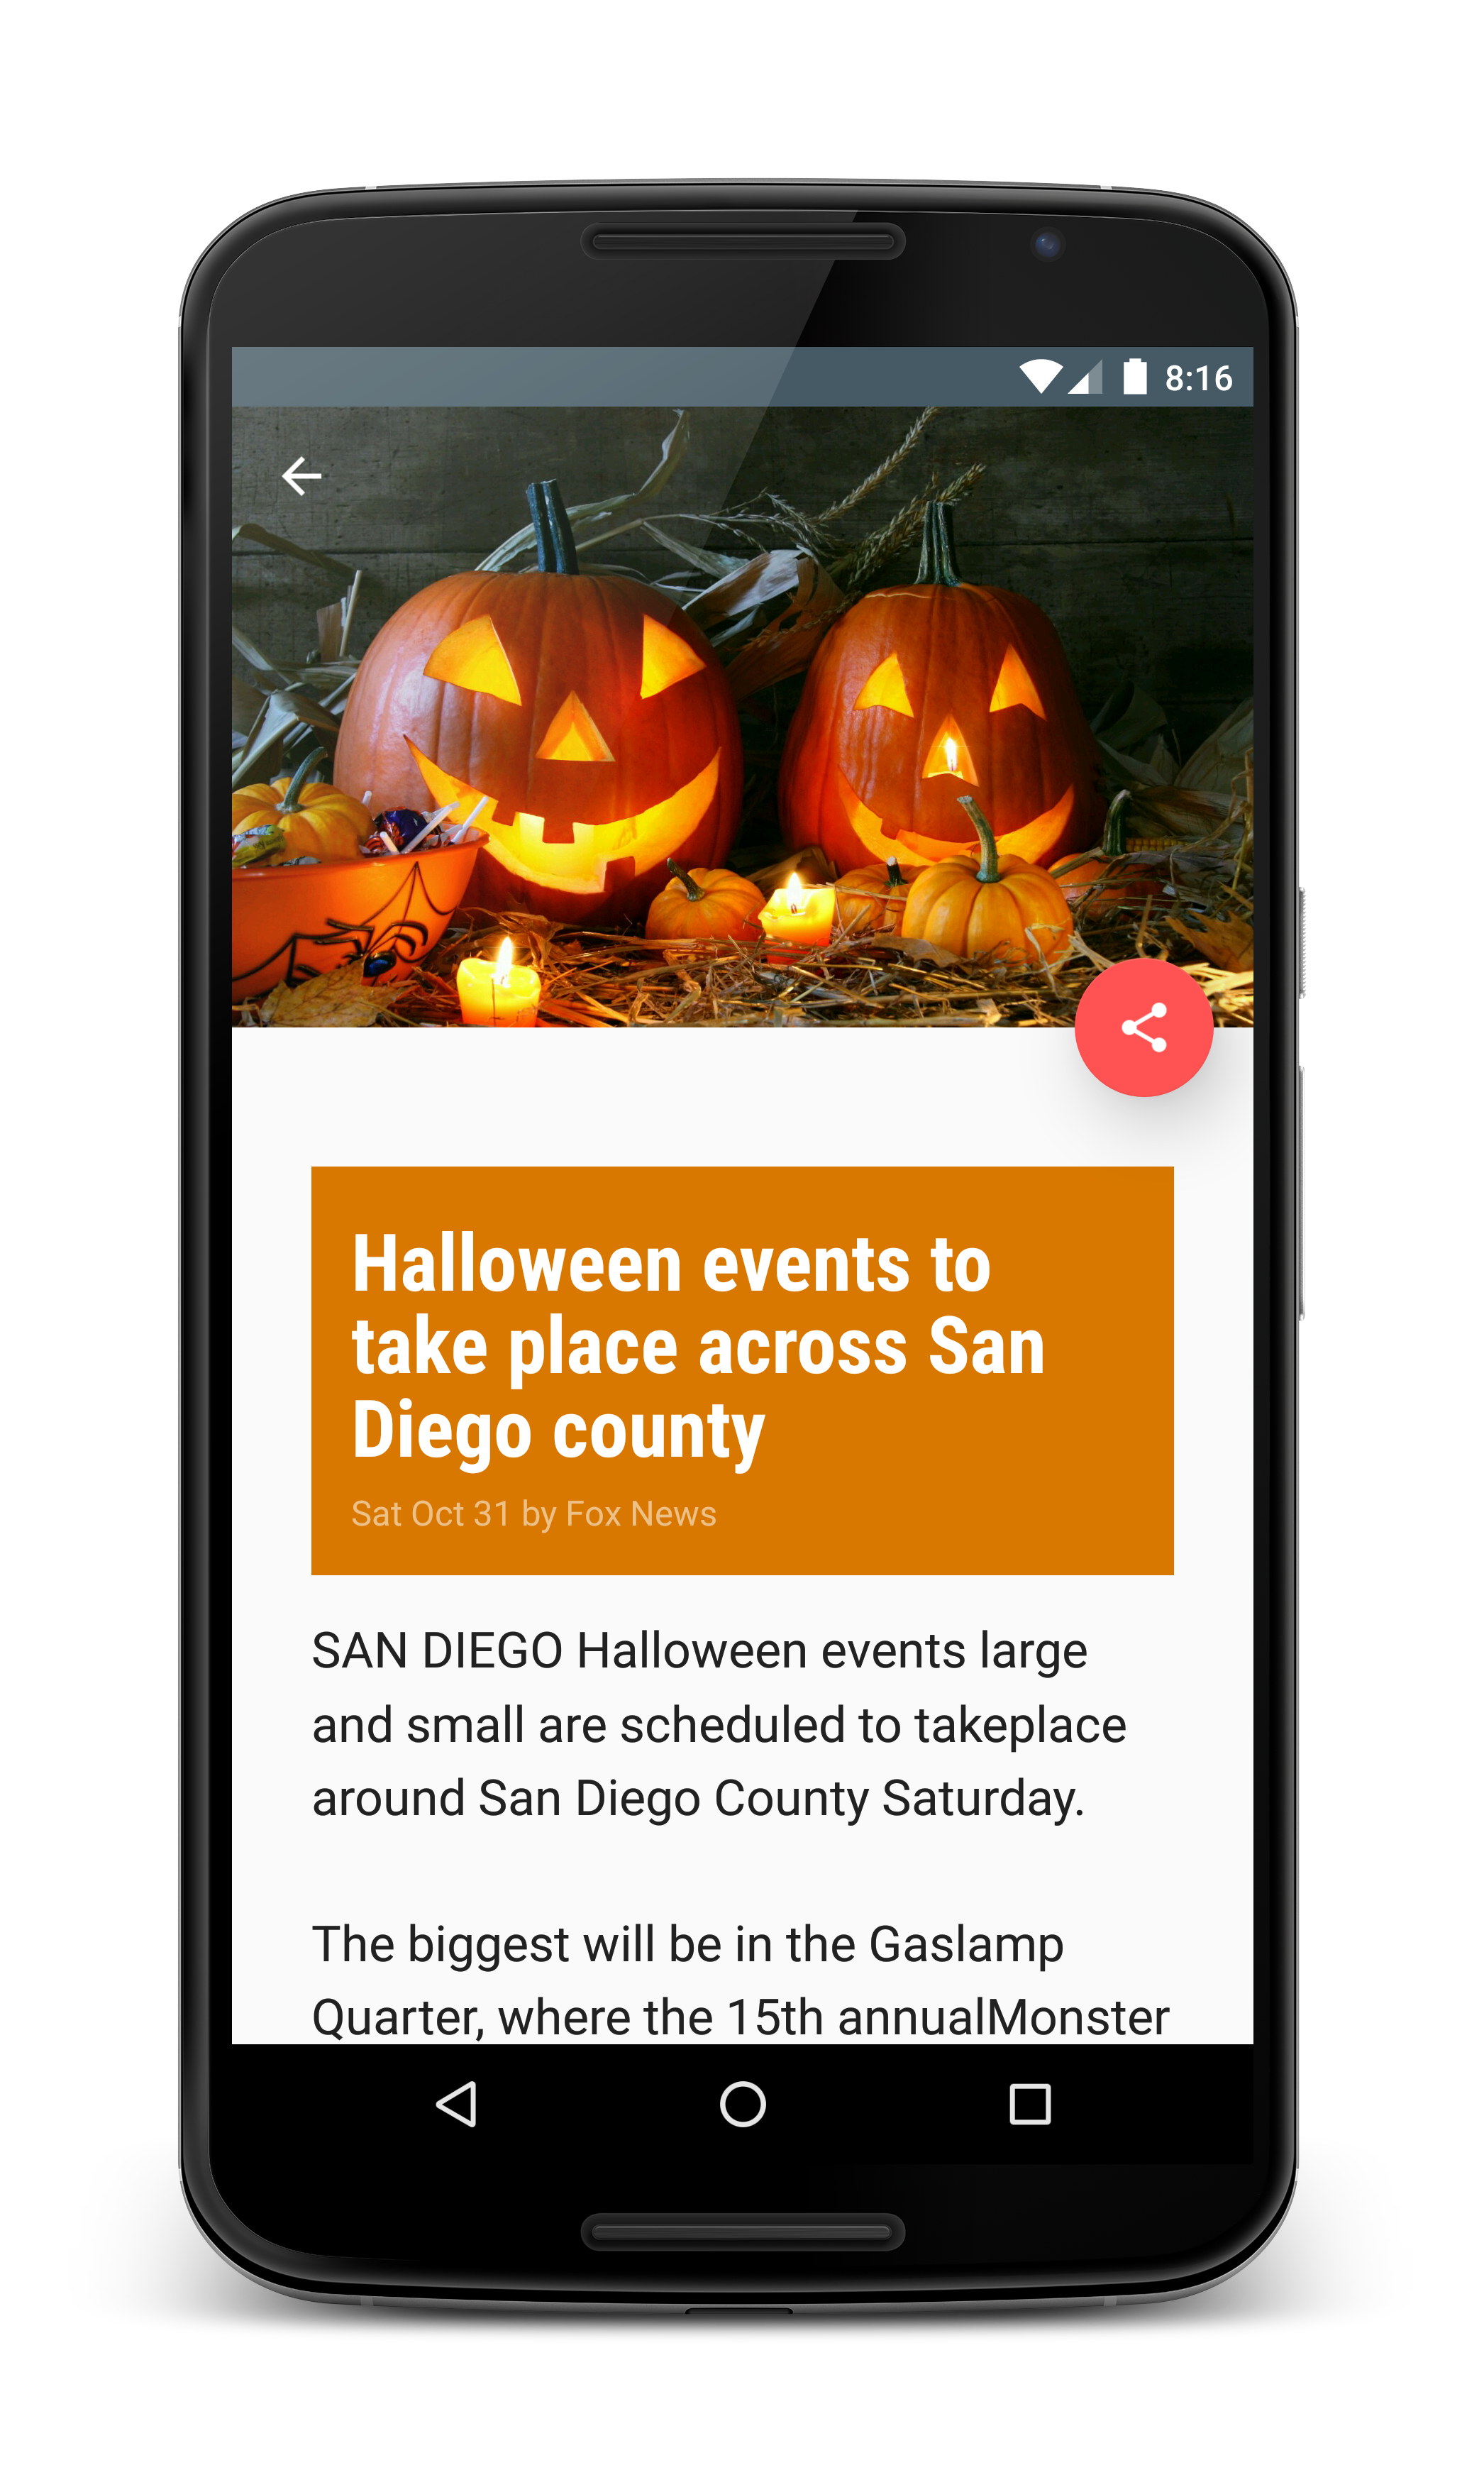 8:16
Halloween events to
take place across San
Diego county
Sat Oct 31 by Fox News
SAN DIEGO Halloween events large
and small are scheduled to takeplace
around San Diego County Saturday.
The biggest will be in the Gaslamp
Quarter, where the 15th annualMonster